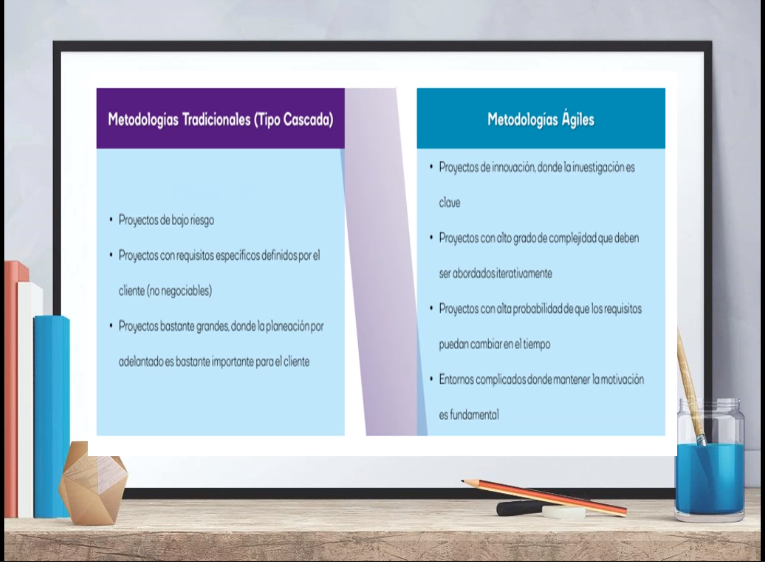 Metodologías Tradicionales (Tipo Cascada)
• Proyectos de bajo riesgo
• Proyectos con requisitos específicos definidos por el
cliente (no negociables)
• Proyectos bastante grandes, donde la planeación por
adelantado es bastante importante para el cliente
Metodologías Ágiles
• Proyectos de innovación, donde la investigación es
clave
• Proyectos con alto grado de complejidad que deben
ser abordados iterativamente
• Proyectos con alta probabilidad de que los requisitos
puedan cambiar en el tiempo
• Entornos complicados donde mantener la motivación
es fundamental